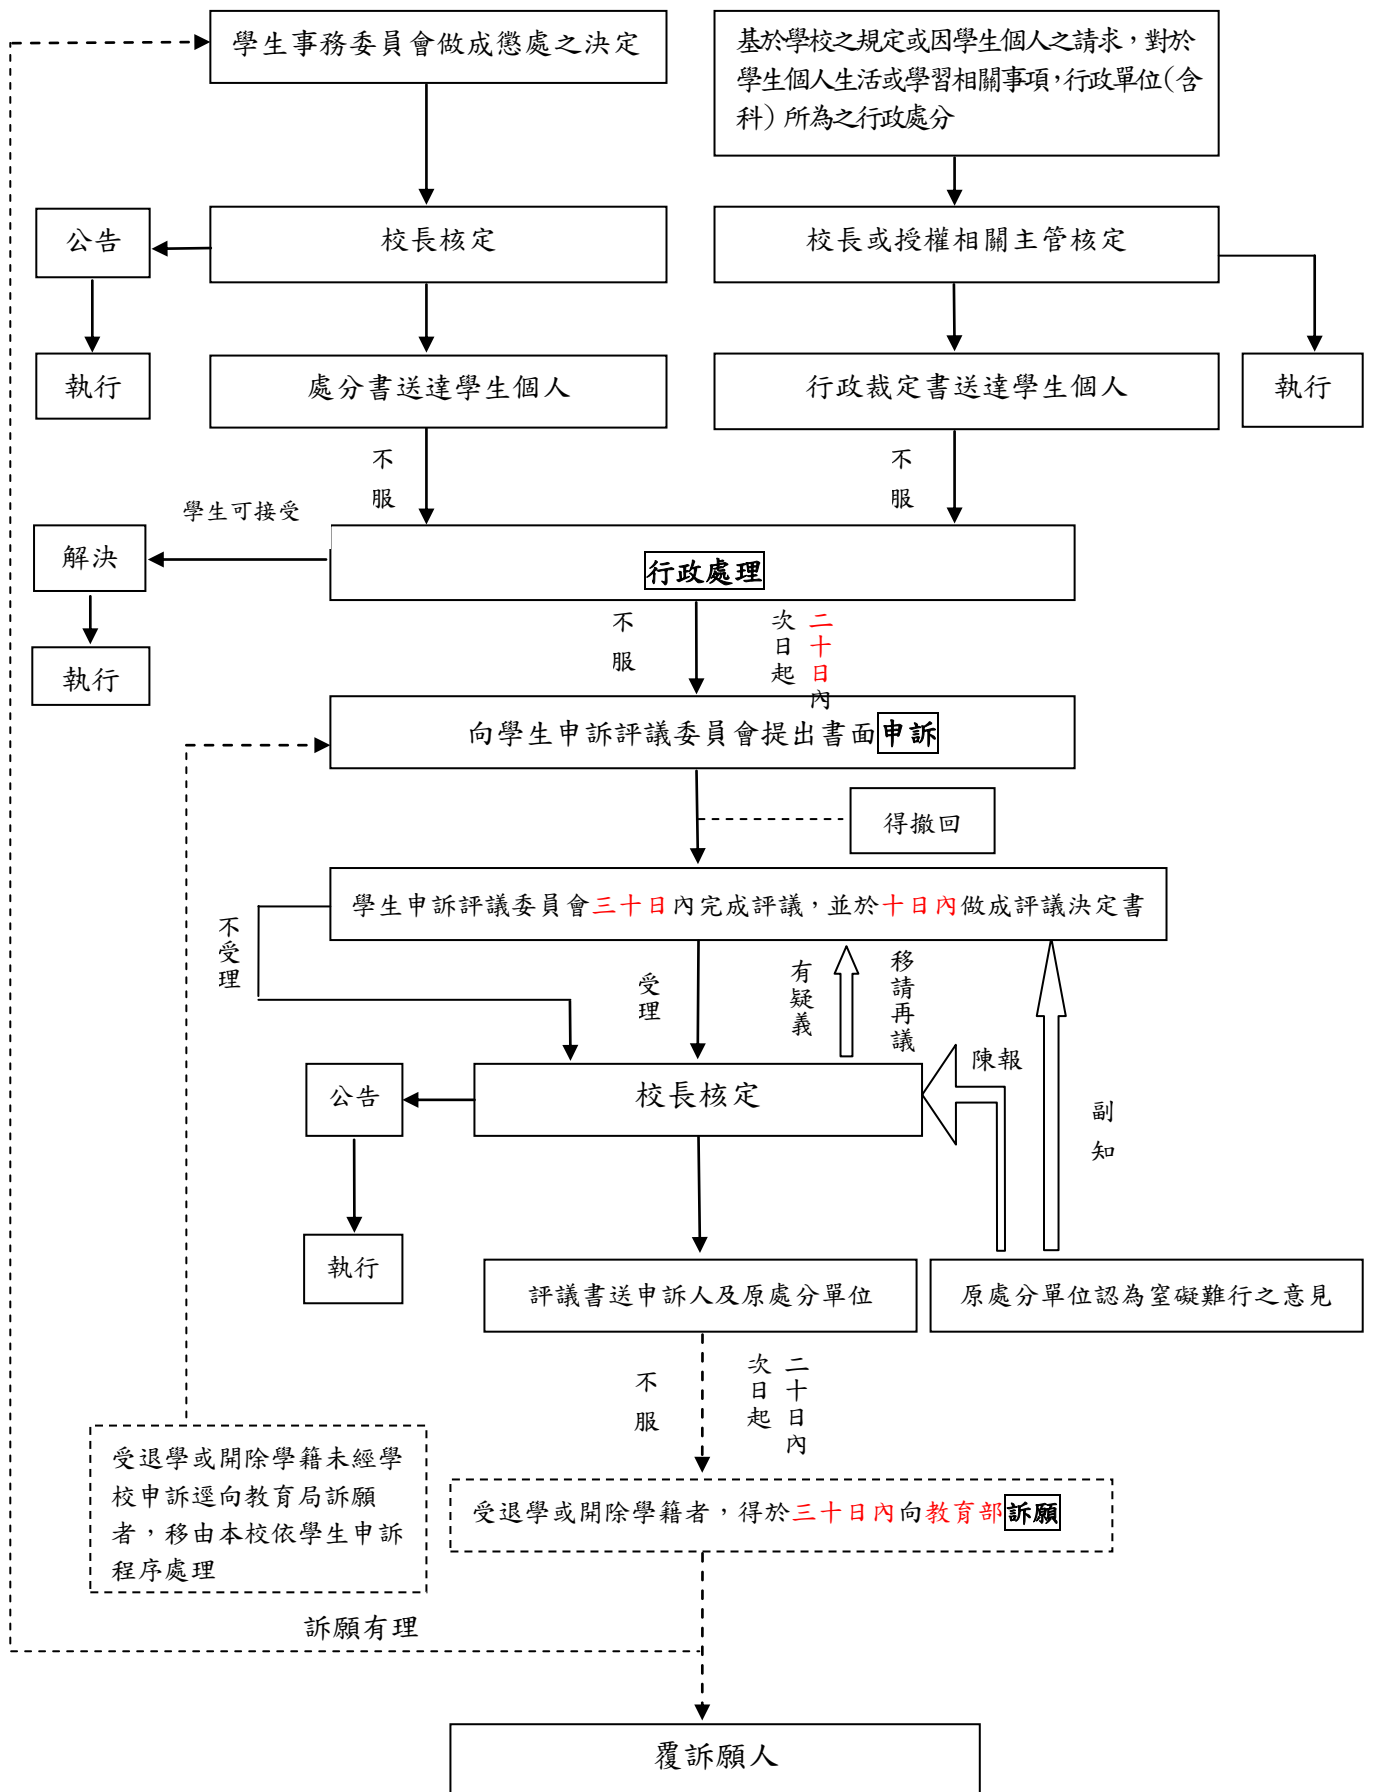 學生事務委員會做成懲處之決定
基於學校之規定或因學生個人之請求，對於
學生個人生活或學習相關事項，行政單位(含
科)所為之行政處分
公告
校長核定
校長或授權相關主管核定
執行
處分書送達學生個人
行政裁定書送達學生個人
執行
不服
不服
學生可接受
解決
行政處理
不服
次日起
二十日內
執行
向學生申訴評議委員會提出書面申訴
得撤回
學生申訴評議委員會三十日內完成評議，並於十日內做成評議決定書
不受理
受理
有疑義
移請再議
陳報
副知
公告
校長核定
執行
評議書送申訴人及原處分單位
原處分單位認為窒礙難行之意見
不服
次日起
二十日內
受退學或開除學籍未經學
校申訴逕向教育局訴願
者，移由本校依學生申訴
程序處理
受退學或開除學籍者，得於三十日內向教育部訴願
訴願有理
覆訴願人